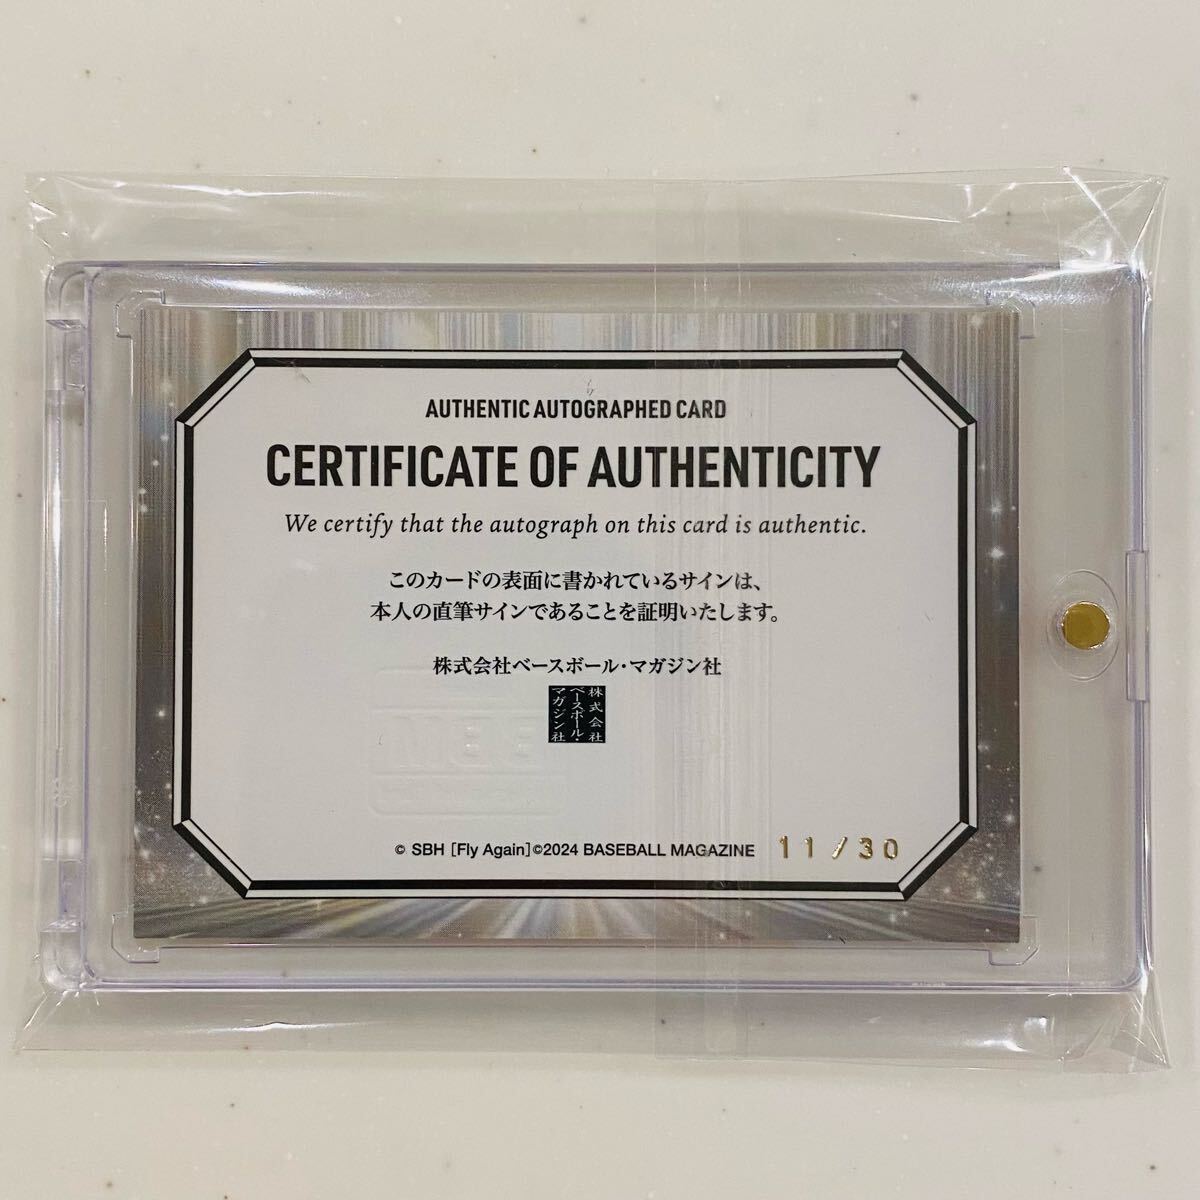 AUTHENTIC AUTOGRAPHED CARD
CERTIFICATE OF AUTHENTICITY
We certify that the autograph on this card is authentic.
このカードの表面に書かれているサインは、
本人の直筆サインであることを証明いたします。
株式会社ベースボール・マガジン社
株式会社
ベースボール・
マガジン社
BBM
© SBH [Fly Again]©2024 BASEBALL MAGAZINE 11/30